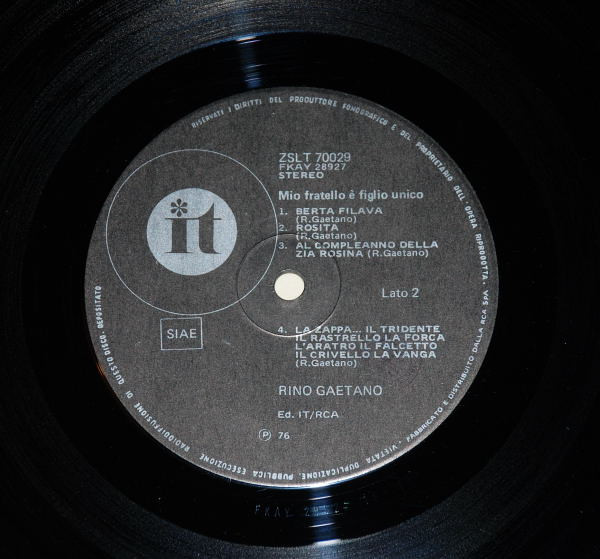 RISERVATI I DIRITTI DEL PRODUTTORE FONOGRAFICO E DEL PROPRIETARIO DELL'OPERA RIPRODOTTA.
ZSLT 70029
FKAY 28927
STEREO
it
Mio fratello è figlio unico
1. BERTA FILAVA
(R.Gaetano)
2. ROSITA
(R.Gaetano)
3. AL COMPLEANNO DELLA
ZIA ROSINA (R.Gaetano)
Lato 2
SIAE
4. LA ZAPPA... IL TRIDENTE
IL RASTRELLO LA FORCA
L'ARATRO IL FALCETTO
IL CRIVELLO LA VANGA
(R.Gaetano)
RINO GAETANO
Ed. IT/RCA
Ⓟ 76
FABBRICATO E DISTRIBUITO DALLA RCA SPA
VIETATA DUPLICAZIONE, PUBBLICA ESECUZIONE RADIODIFFUSIONE DI QUESTO DISCO. DEPOSITATO
FKAY